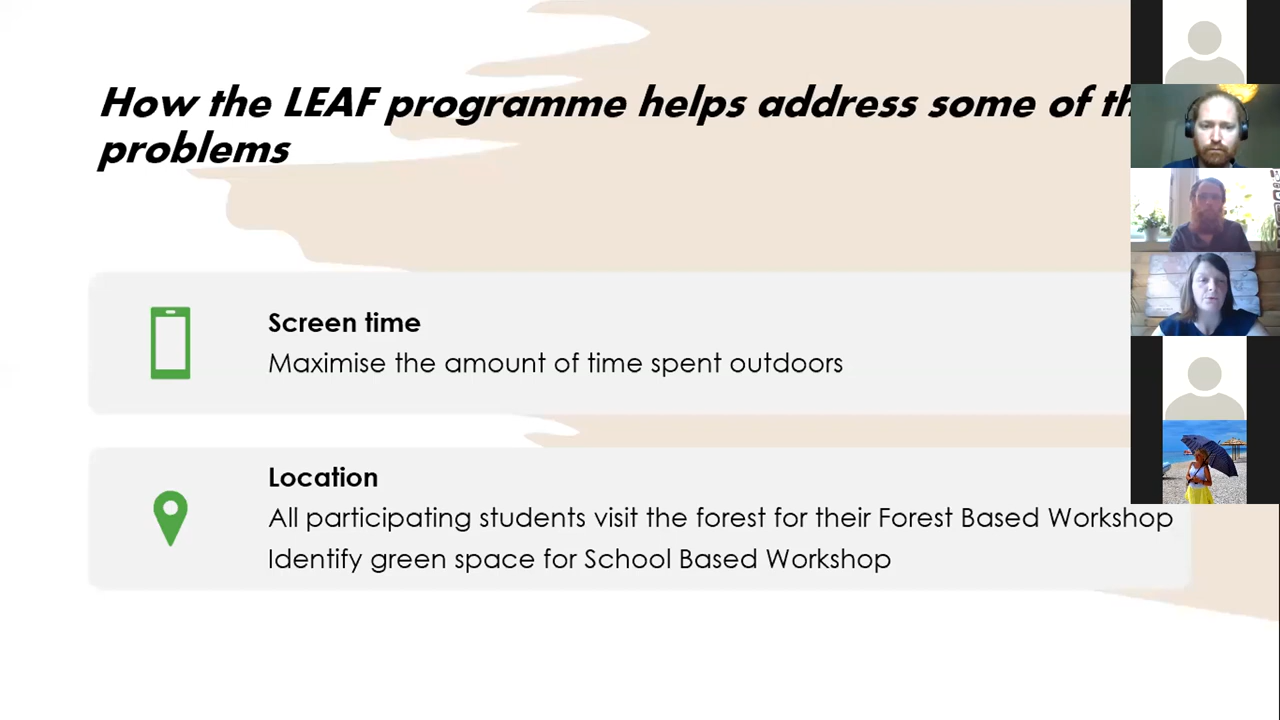 How the LEAF programme helps address some of
problems
Screen time
Maximise the amount of time spent outdoors
Location
All participating students visit the forest for their Forest Based Workshop
Identify green space for School Based Workshop